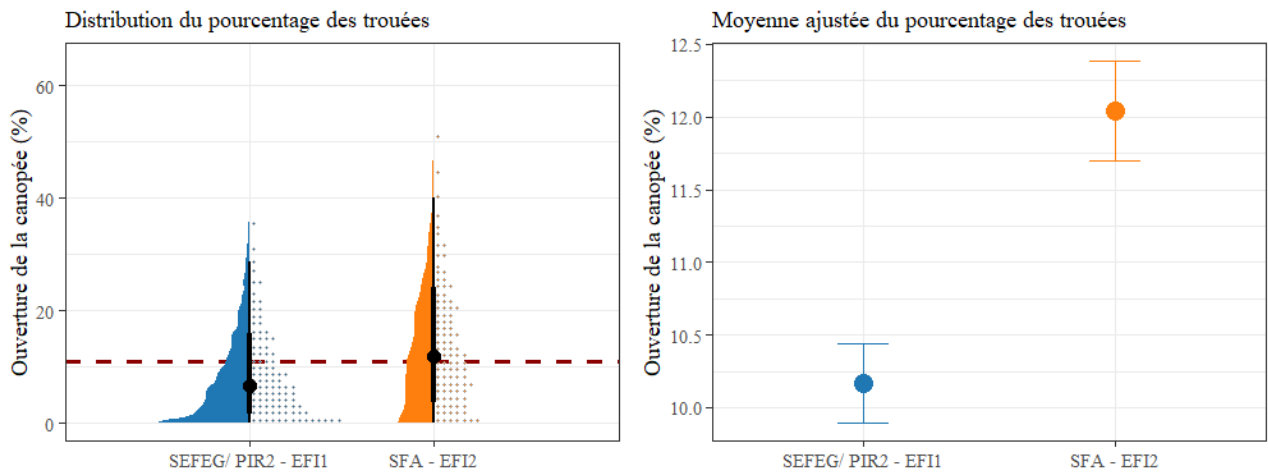 Distribution du pourcentage des trouées
Ouverture de la canopée (%)
60
40
20
0
SEFEG/ PIR2 - EFI1
SFA - EFI2
Moyenne ajustée du pourcentage des trouées
Ouverture de la canopée (%)
12.5
12.0
11.5
11.0
10.5
10.0
SEFEG/ PIR2 - EFI1
SFA - EFI2